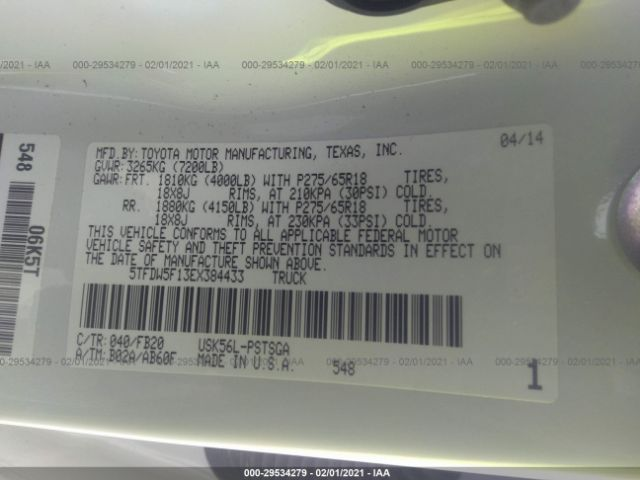 000-29534279 - 02/01/2021 - IAA
04/14
MFD.BY: TOYOTA MOTOR MANUFACTURING, TEXAS, INC.
GVWR: 3265KG (7200LB)
GAWR: FRT. 1810KG (4000LB) WITH P275/65R18 TIRES,
18X8J RIMS, AT 210KPA (30PSI) COLD.
RR. 1880KG (4150LB) WITH P275/65R18 TIRES,
18X8J RIMS, AT 230KPA (33PSI) COLD.
THIS VEHICLE CONFORMS TO ALL APPLICABLE FEDERAL MOTOR
VEHICLE SAFETY AND THEFT PREVENTION STANDARDS IN EFFECT ON
THE DATE OF MANUFACTURE SHOWN ABOVE.
5TFDW5F13EX384433 TRUCK
C/TR: 040/FB20 USK56L-PSTSGA
A/TM: B02A/AB60F MADE IN U.S.A. 548
1
548
06K5T
000-29534279 - 02/01/2021 - IAA